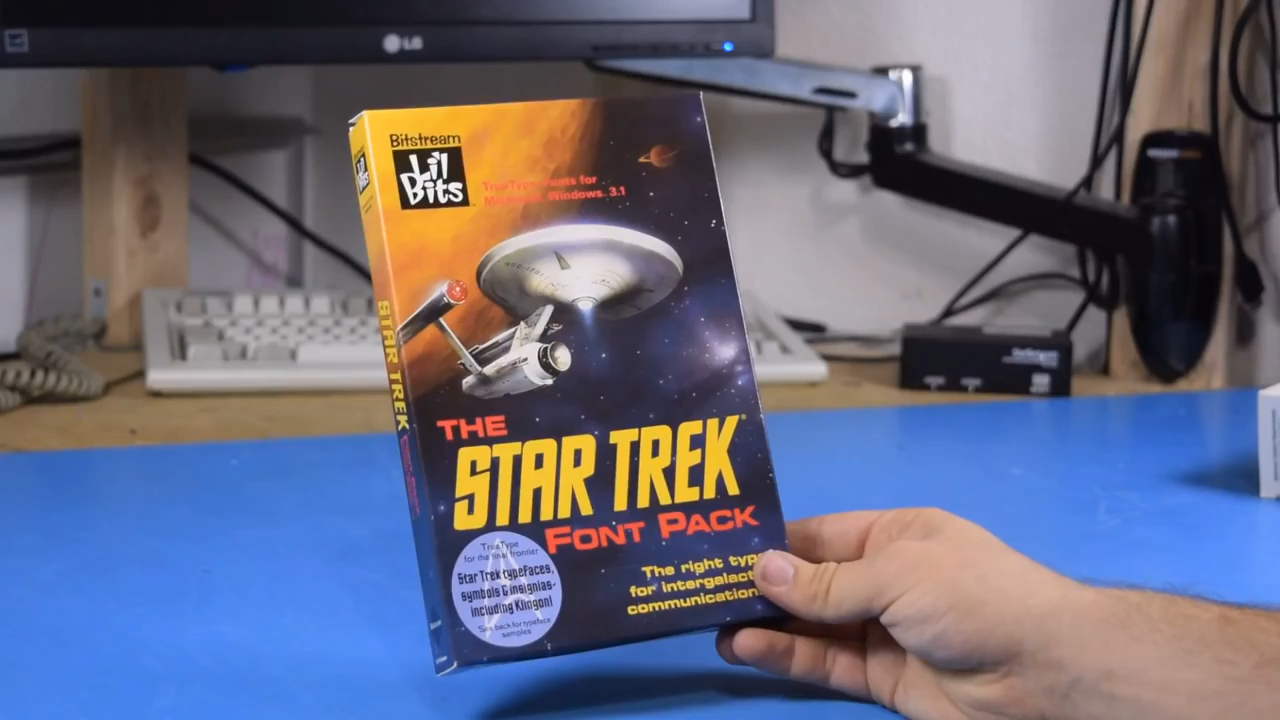 LG
Bitstream
Li'l
Bits
TrueType Fonts for
Windows 3.1
THE
STAR TREK
FONT PACK
TrueType
for the final frontier
Star Trek typefaces,
symbols & insignias-
including Klingon!
See back for typeface
samples
The right type
for intergalact
communication
STAR TREK